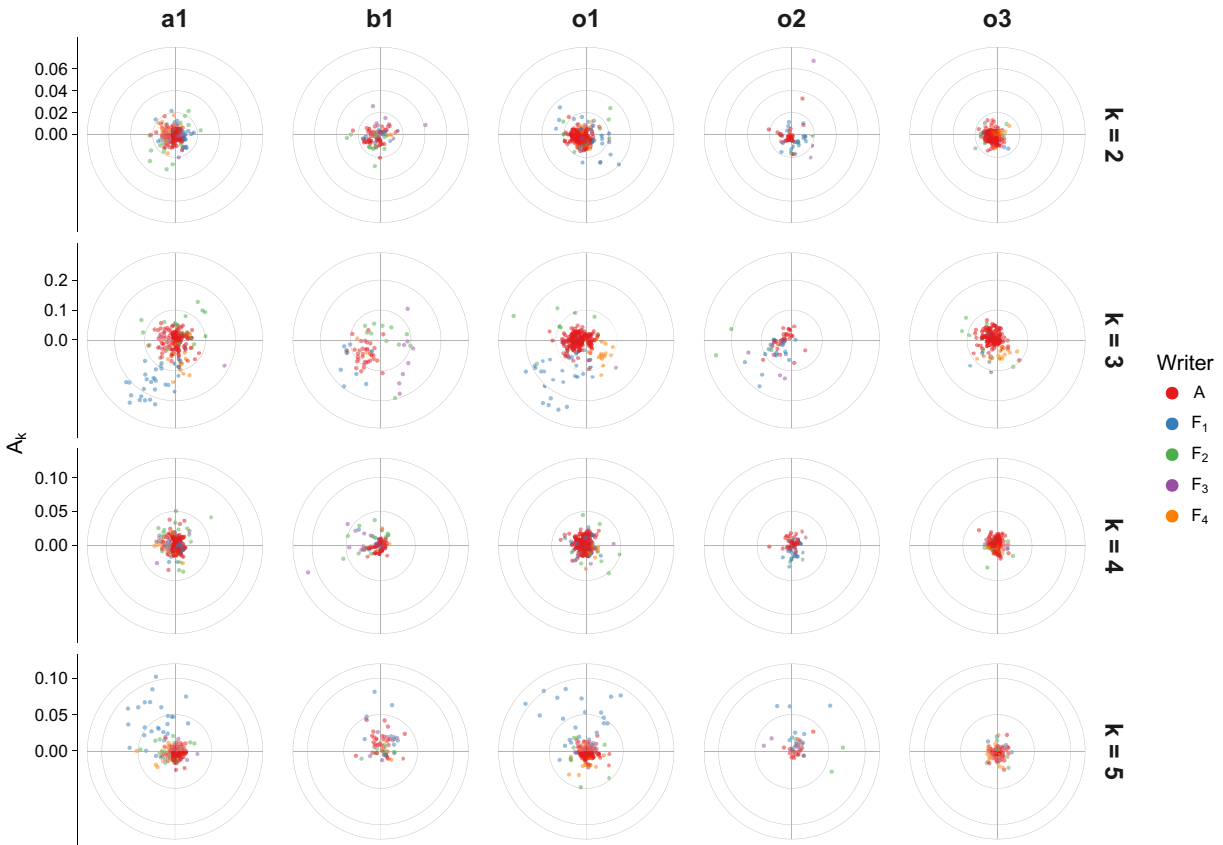 a1 b1 o1 o2 o3
0.06
0.04
0.02
0.00
k = 2
0.2
0.1
0.0
k = 3
A_k
0.10
0.05
0.00
k = 4
0.10
0.05
0.00
k = 5
Writer
A
F₁
F₂
F₃
F₄